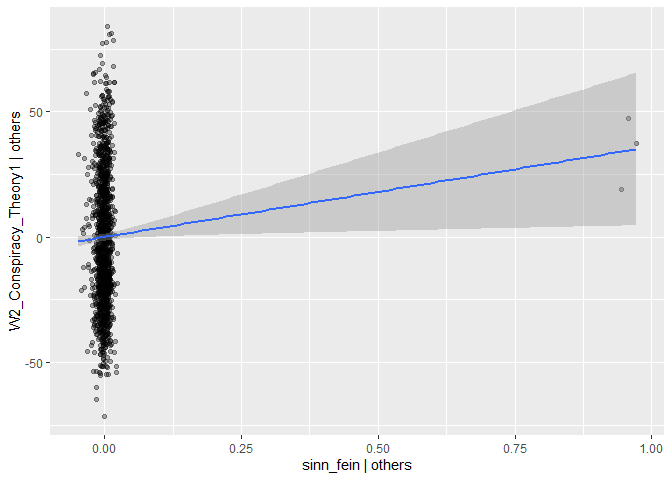 W2_Conspiracy_Theory1 | others
50
0
-50
0.00 0.25 0.50 0.75 1.00
sinn_fein | others